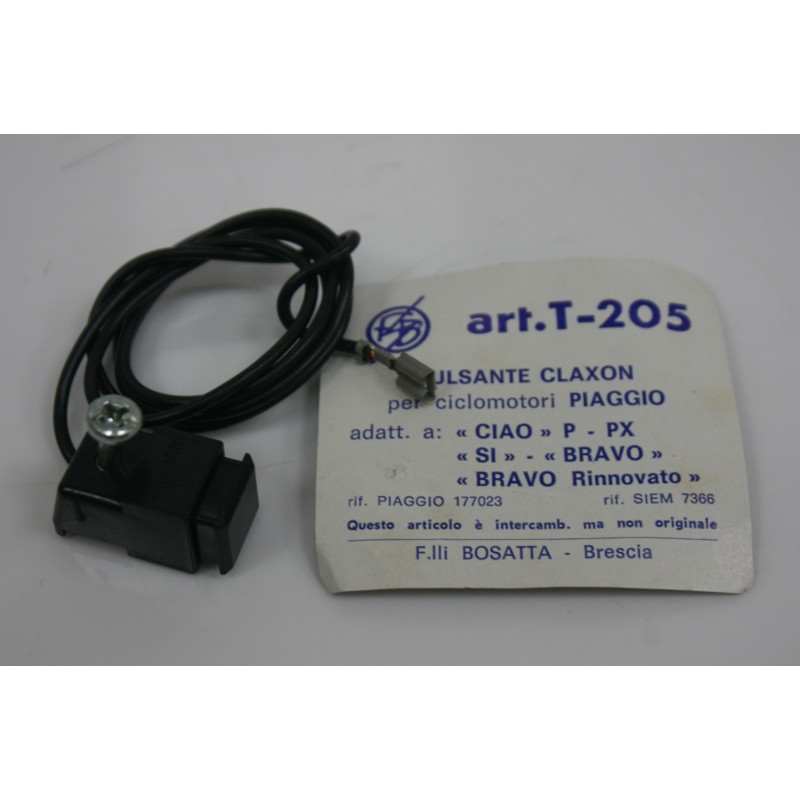 art.T-205
ULSANTE CLAXON
per ciclomotori PIAGGIO
adatt. a: « CIAO » P - PX
« SI » - « BRAVO »
« BRAVO Rinnovato »
rif. PIAGGIO 177023 rif. SIEM 7366
Questo articolo è intercamb. ma non originale
F.lli BOSATTA - Brescia